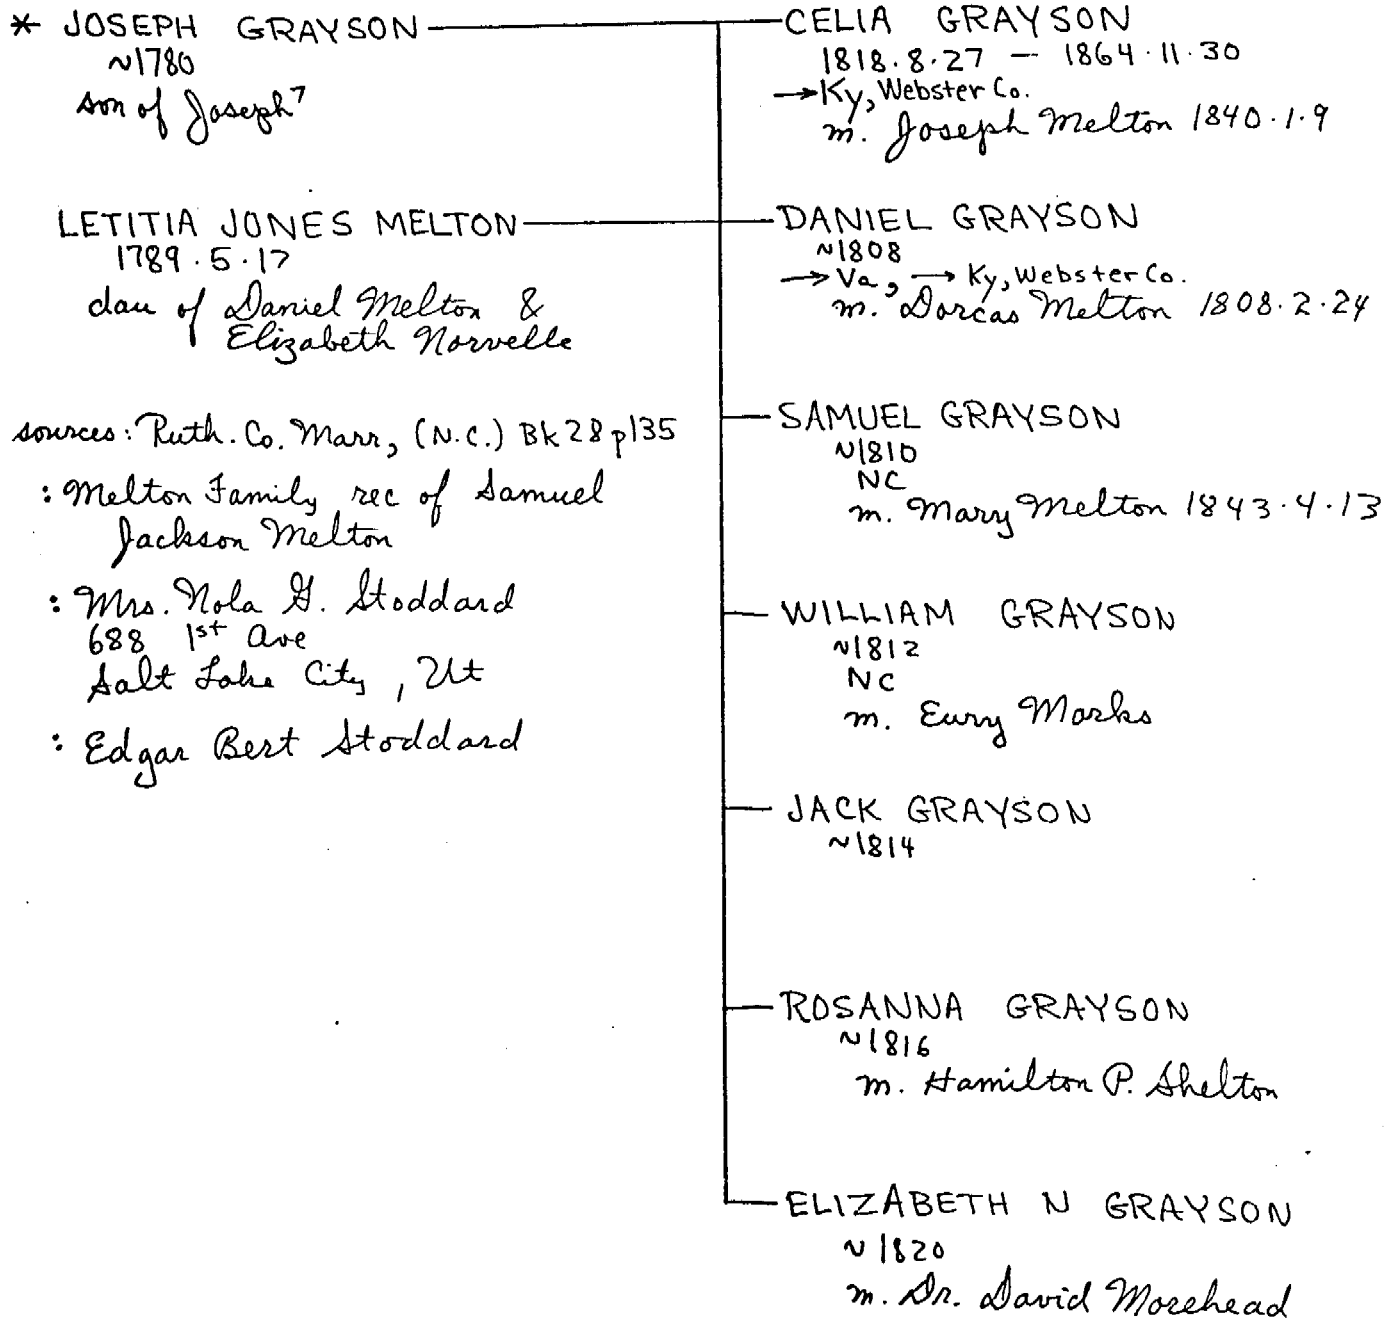 * JOSEPH GRAYSON
~1780
son of Joseph⁷
LETITIA JONES MELTON
1789.5.17
dau of Daniel Melton &
Elizabeth Norvelle
sources: Ruth. Co. Marr, (N.C.) Bk 28 p135
: Melton Family rec of Samuel
Jackson Melton
: Mrs. Nola G. Stoddard
688 1st Ave
Salt Lake City, Ut
: Edgar Bert Stoddard
CELIA GRAYSON
1818.8.27 — 1864.11.30
→Ky, Webster Co.
m. Joseph Melton 1840.1.9
DANIEL GRAYSON
~1808
→ Va, → Ky, Webster Co.
m. Dorcas Melton 1808.2.24
SAMUEL GRAYSON
~1810
NC
m. Mary Melton 1843.4.13
WILLIAM GRAYSON
~1812
NC
m. Eury Marks
JACK GRAYSON
~1814
ROSANNA GRAYSON
~1816
m. Hamilton P. Shelton
ELIZABETH N GRAYSON
~1820
m. Dr. David Morehead